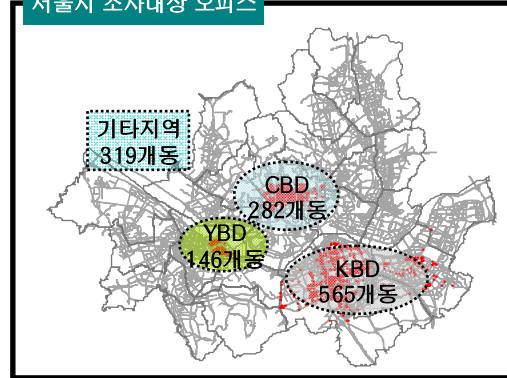 서울시 조사대상 오피스
기타지역
319개동
CBD
282개동
YBD
146개동
KBD
565개동